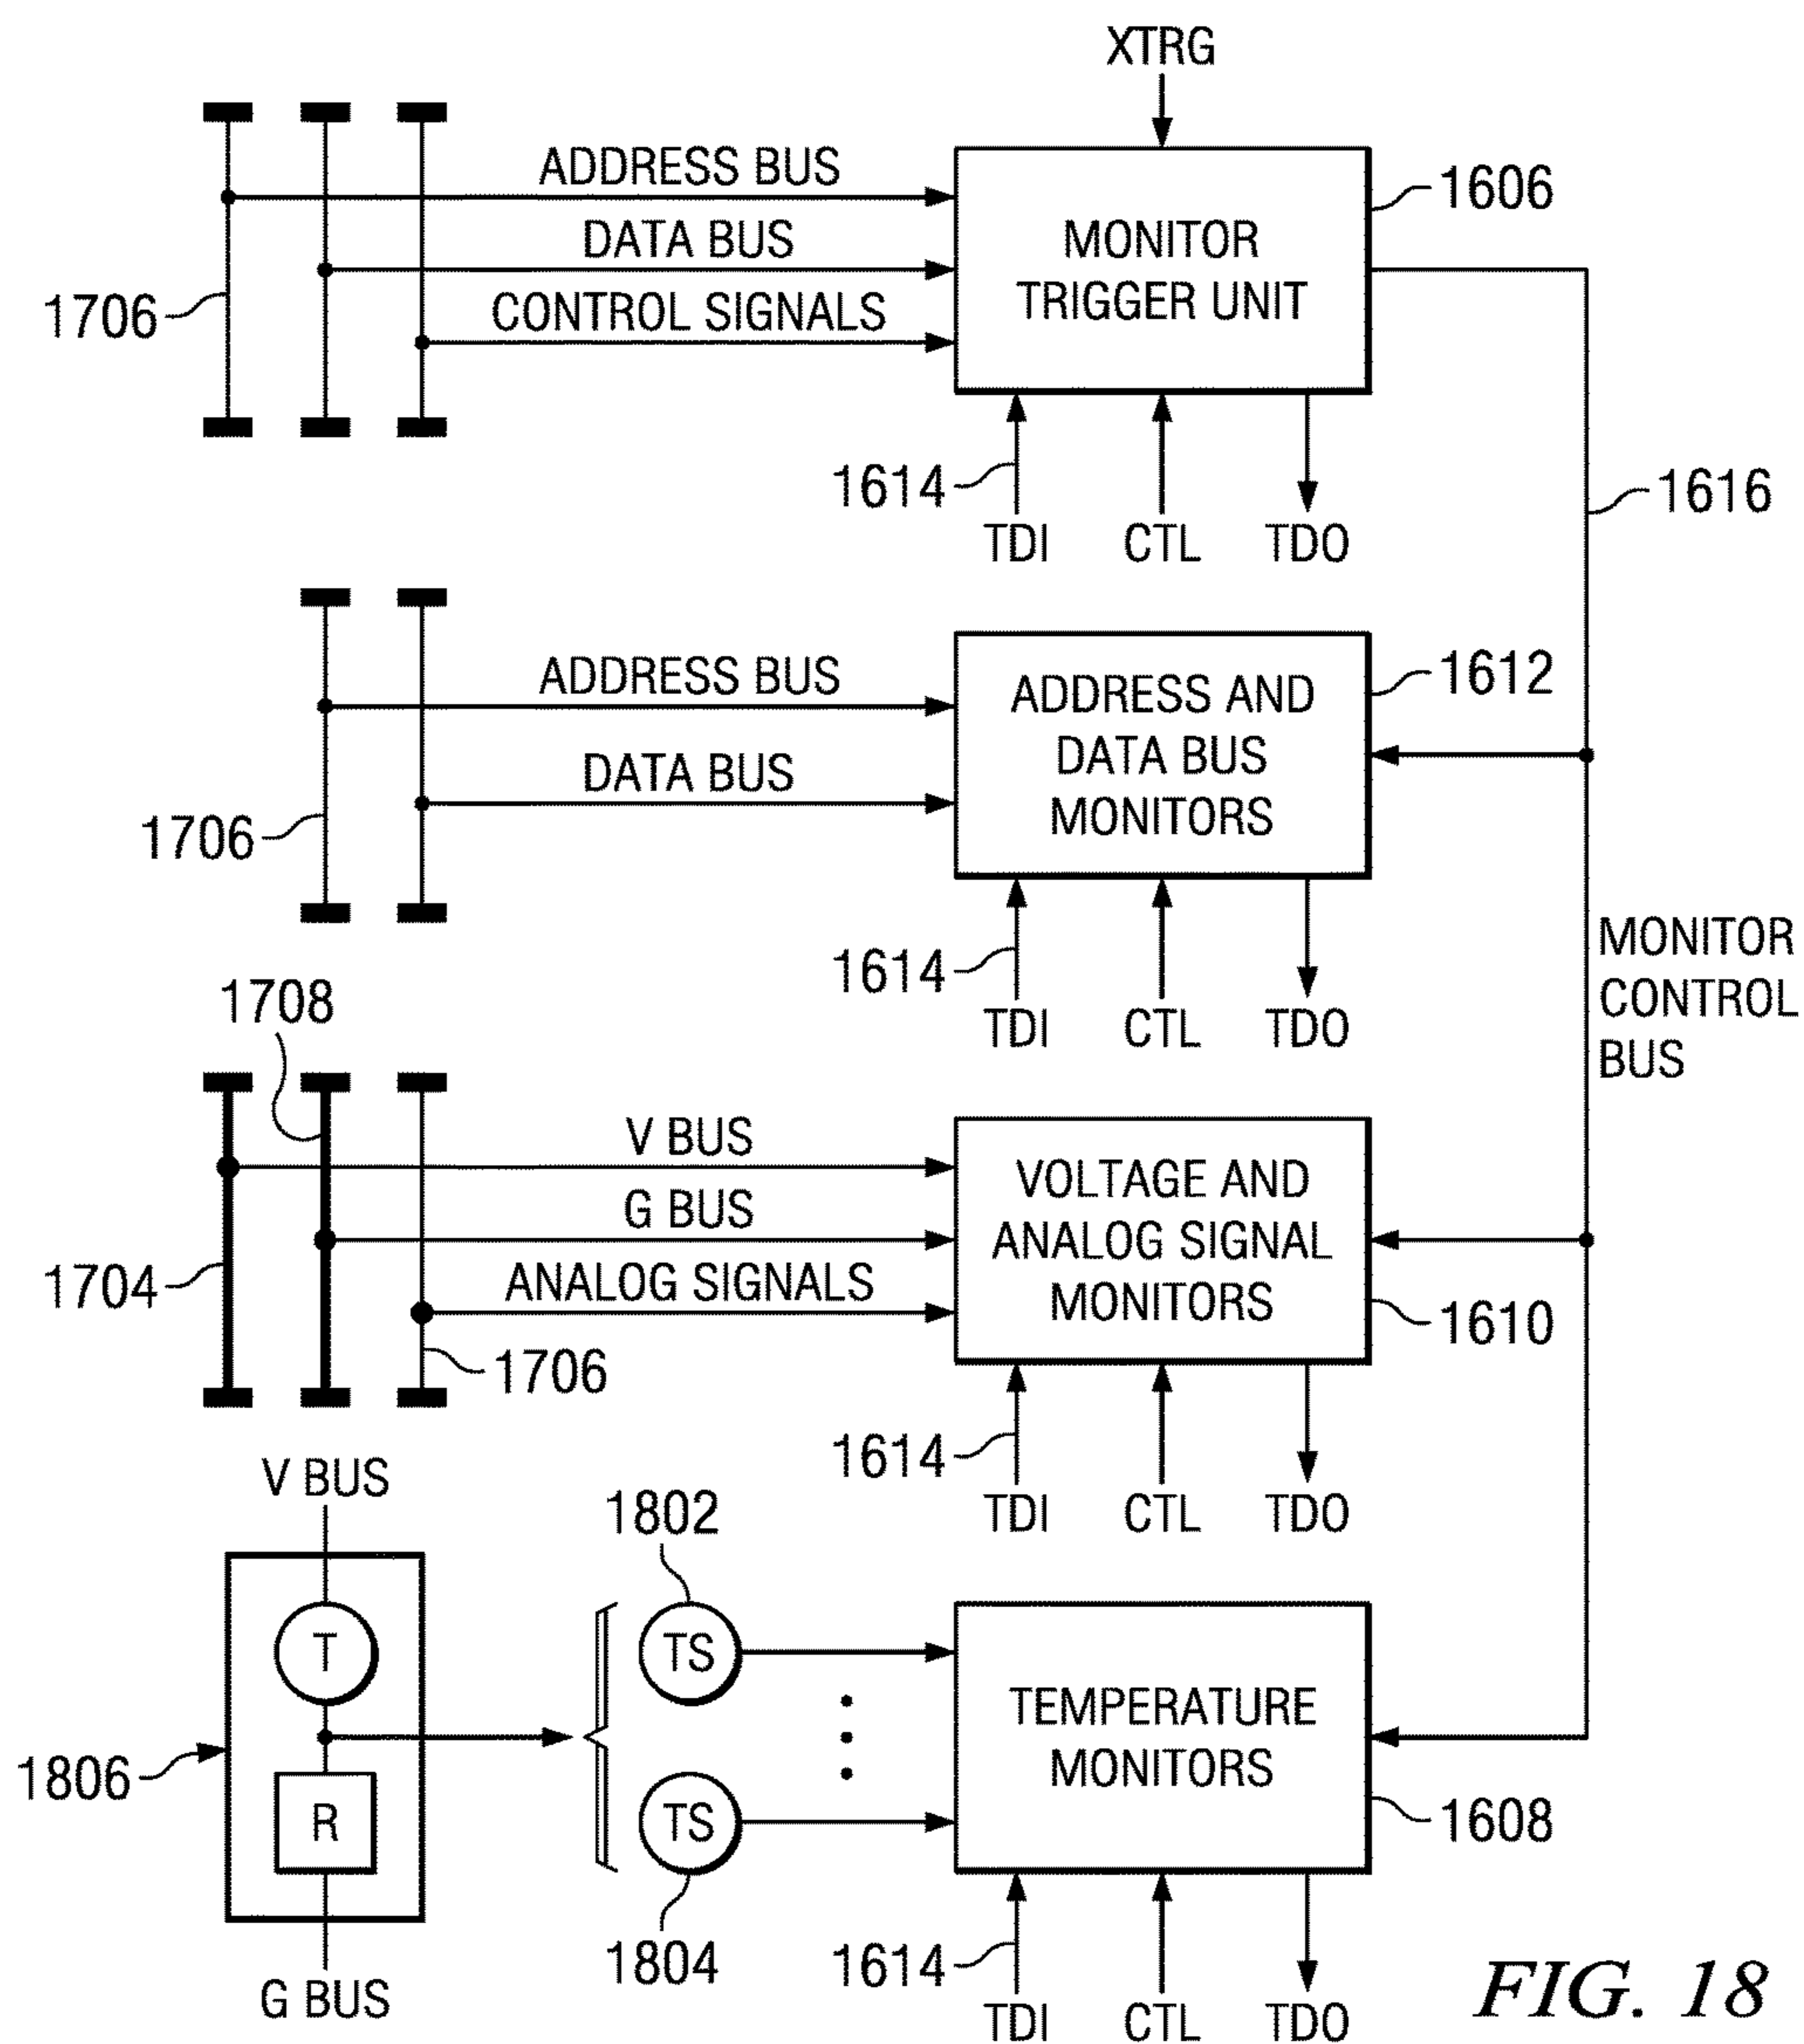 XTRG
ADDRESS BUS
DATA BUS
CONTROL SIGNALS
MONITOR
TRIGGER UNIT
1606
1706
1614
TDI
CTL
TDO
1616
ADDRESS BUS
DATA BUS
ADDRESS AND
DATA BUS
MONITORS
1612
1706
1614
TDI
CTL
TDO
MONITOR
CONTROL
BUS
1708
V BUS
G BUS
ANALOG SIGNALS
VOLTAGE AND
ANALOG SIGNAL
MONITORS
1704
1706
1610
1614
TDI
CTL
TDO
V BUS
T
R
G BUS
1806
1802
TS
TS
1804
TEMPERATURE
MONITORS
1608
1614
TDI
CTL
TDO
FIG. 18